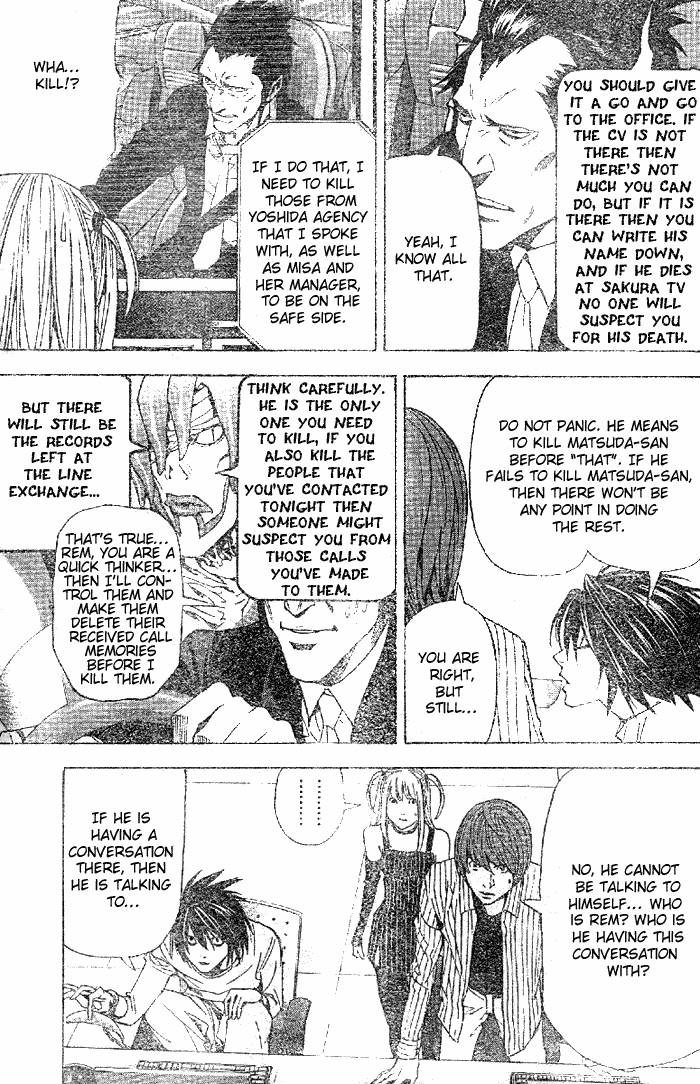 YOU SHOULD GIVE
IT A GO AND GO
TO THE OFFICE. IF
THE CV IS NOT
THERE THEN
THERE'S NOT
MUCH YOU CAN
DO, BUT IF IT IS
THERE THEN YOU
CAN WRITE HIS
NAME DOWN,
AND IF HE DIES
AT SAKURA TV
NO ONE WILL
SUSPECT YOU
FOR HIS DEATH.
YEAH, I
KNOW ALL
THAT.
IF I DO THAT, I
NEED TO KILL
THOSE FROM
YOSHIDA AGENCY
THAT I SPOKE
WITH, AS WELL
AS MISA AND
HER MANAGER,
TO BE ON THE
SAFE SIDE.
WHA...
KILL!?
DO NOT PANIC. HE MEANS
TO KILL MATSUDA-SAN
BEFORE "THAT". IF HE
FAILS TO KILL MATSUDA-SAN,
THEN THERE WON'T BE
ANY POINT IN DOING
THE REST.
YOU ARE
RIGHT,
BUT
STILL...
THINK CAREFULLY.
HE IS THE ONLY
ONE YOU NEED
TO KILL, IF YOU
ALSO KILL THE
PEOPLE THAT
YOU'VE CONTACTED
TONIGHT THEN
SOMEONE MIGHT
SUSPECT YOU FROM
THOSE CALLS
YOU'VE MADE
TO THEM.
BUT THERE
WILL STILL BE
THE RECORDS
LEFT AT
THE LINE
EXCHANGE...
THAT'S TRUE...
REM, YOU ARE A
QUICK THINKER...
THEN I'LL CON-
TROL THEM AND
MAKE THEM
DELETE THEIR
RECEIVED CALL
MEMORIES
BEFORE I
KILL THEM.
NO, HE CANNOT
BE TALKING TO
HIMSELF... WHO
IS REM? WHO IS
HE HAVING THIS
CONVERSATION
WITH?
......
IF HE IS
HAVING A
CONVERSATION
THERE, THEN
HE IS TALKING
TO...